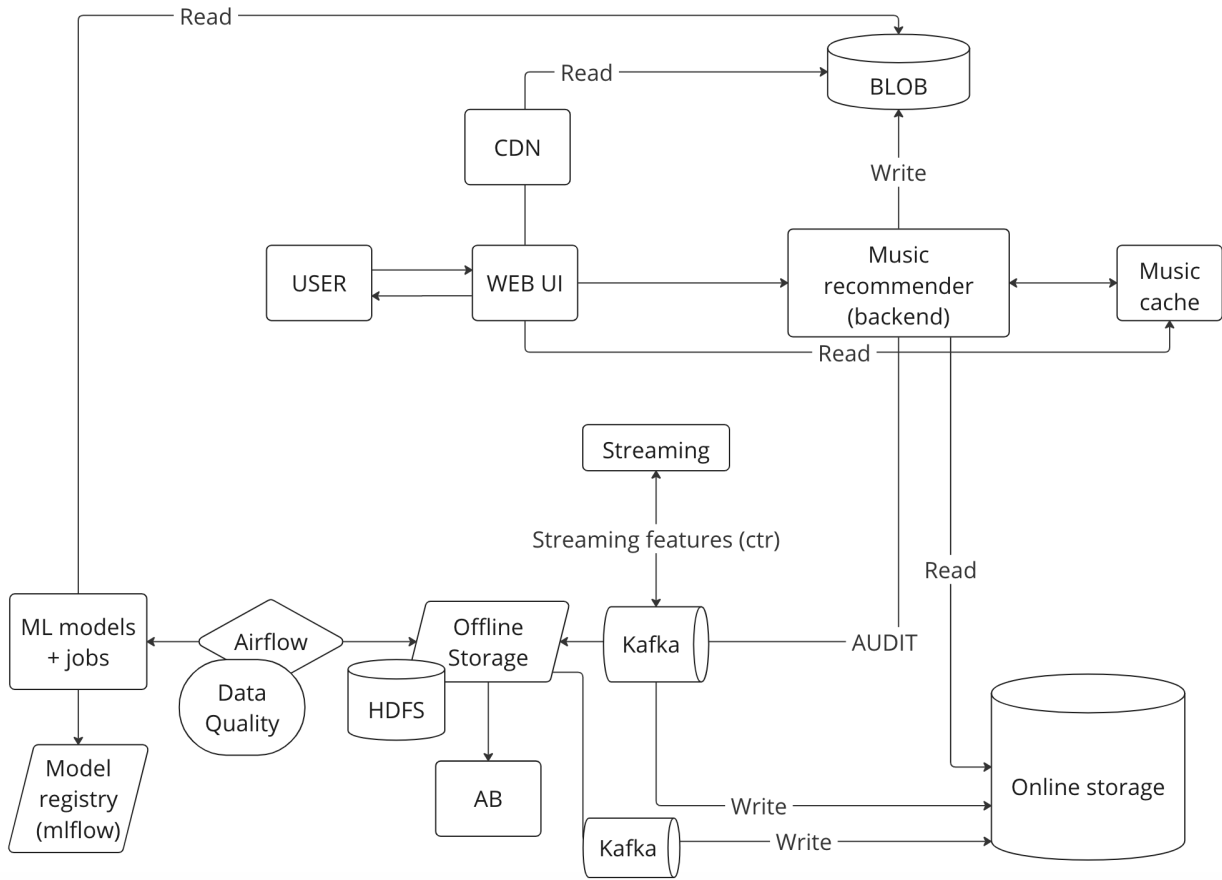 Read
Read
BLOB
CDN
Write
USER
WEB UI
Music
recommender
(backend)
Music
cache
Read
Streaming
Streaming features (ctr)
Read
ML models
+ jobs
Airflow
Offline
Storage
Kafka
AUDIT
Data
Quality
HDFS
Model
registry
(mlflow)
AB
Write
Online storage
Kafka
Write